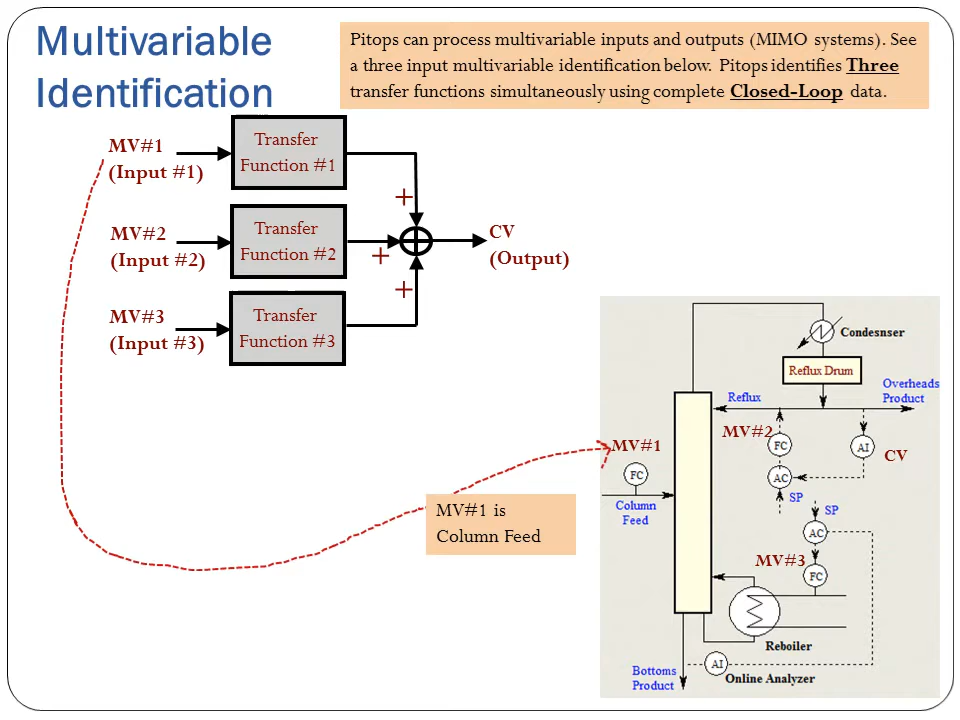 Multivariable
Identification
Pitops can process multivariable inputs and outputs (MIMO systems). See
a three input multivariable identification below. Pitops identifies Three
transfer functions simultaneously using complete Closed-Loop data.
MV#1
(Input #1)
Transfer
Function #1
+
MV#2
(Input #2)
Transfer
Function #2
+
CV
(Output)
+
MV#3
(Input #3)
Transfer
Function #3
Condesnser
Reflux Drum
Overheads
Product
Reflux
MV#2
FC
AI
CV
MV#1
FC
AC
SP
Column
Feed
MV#1 is
Column Feed
SP
AC
MV#3
FC
Reboiler
AI
Online Analyzer
Bottoms
Product